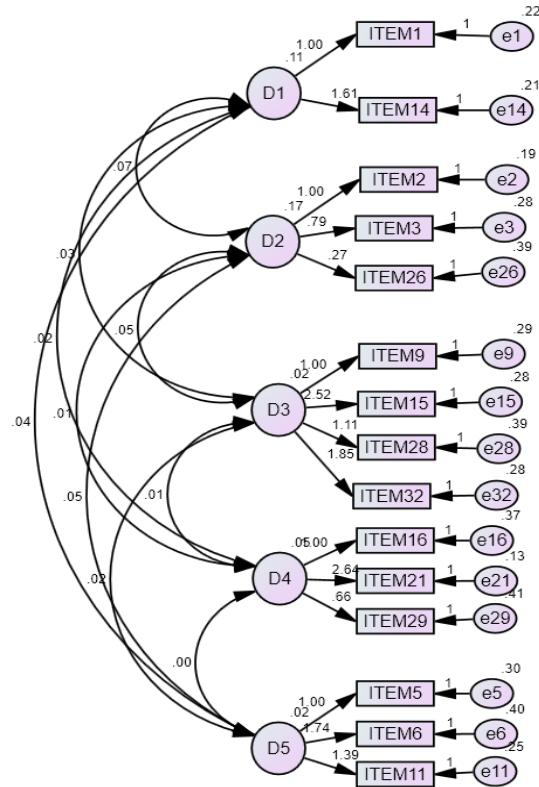 .22
1.00 ITEM1 1 e1
.11
D1
.21
1.61 ITEM14 1 e14
.07
.19
1.00 ITEM2 1 e2
.17
.28
D2 .79 ITEM3 1 e3
.39
.27 ITEM26 1 e26
.03
.05
.29
1.00 ITEM9 1 e9
.02
.28
.02
2.52 ITEM15 1 e15
D3
.39
.04 .01 1.11 ITEM28 1 e28
1.85
.28
ITEM32 1 e32
.05 .01
.37
.05 1.00 ITEM16 1 e16
.13
.02 D4 2.64 ITEM21 1 e21
.41
.66 ITEM29 1 e29
.00
.30
1.00 ITEM5 1 e5
.02
.40
D5 1.74 ITEM6 1 e6
.25
1.39 ITEM11 1 e11